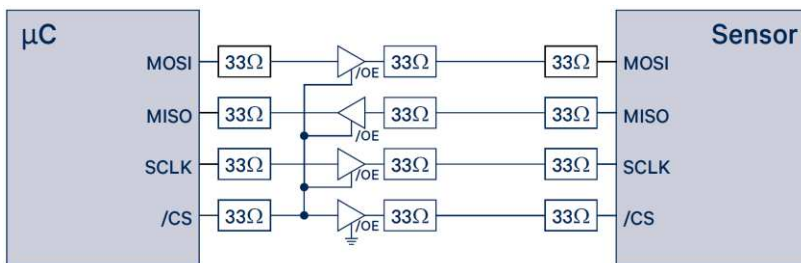 µC Sensor
MOSI 33Ω /OE 33Ω 33Ω MOSI
MISO 33Ω /OE 33Ω 33Ω MISO
SCLK 33Ω /OE 33Ω 33Ω SCLK
/CS 33Ω /OE 33Ω 33Ω /CS